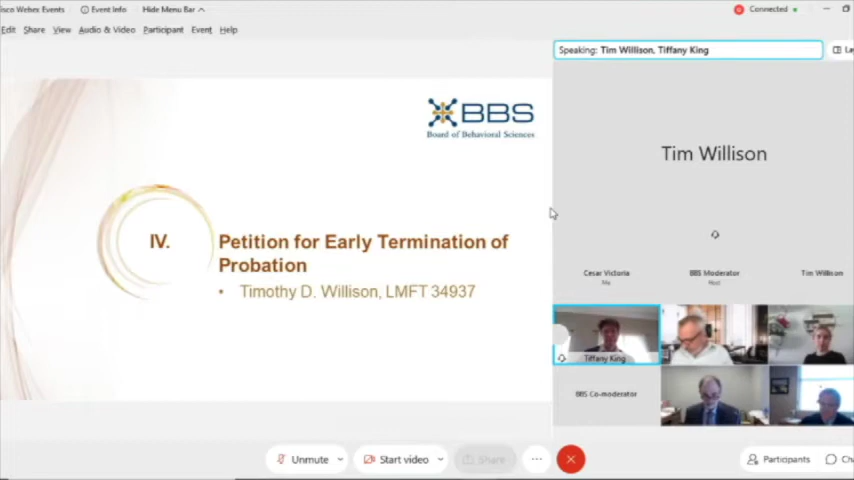 isco Webex Events
Event Info
Hide Menu Bar
Connected
Edit Share View Audio & Video Participant Event Help
Speaking: Tim Willison, Tiffany King
BBS
Board of Behavioral Sciences
Tim Willison
IV.
Petition for Early Termination of
Probation
• Timothy D. Willison, LMFT 34937
Cesar Victoria
Me
BBS Moderator
Host
Tim Willison
Tiffany King
BBS Co-moderator
Unmute
Start video
Share
Participants